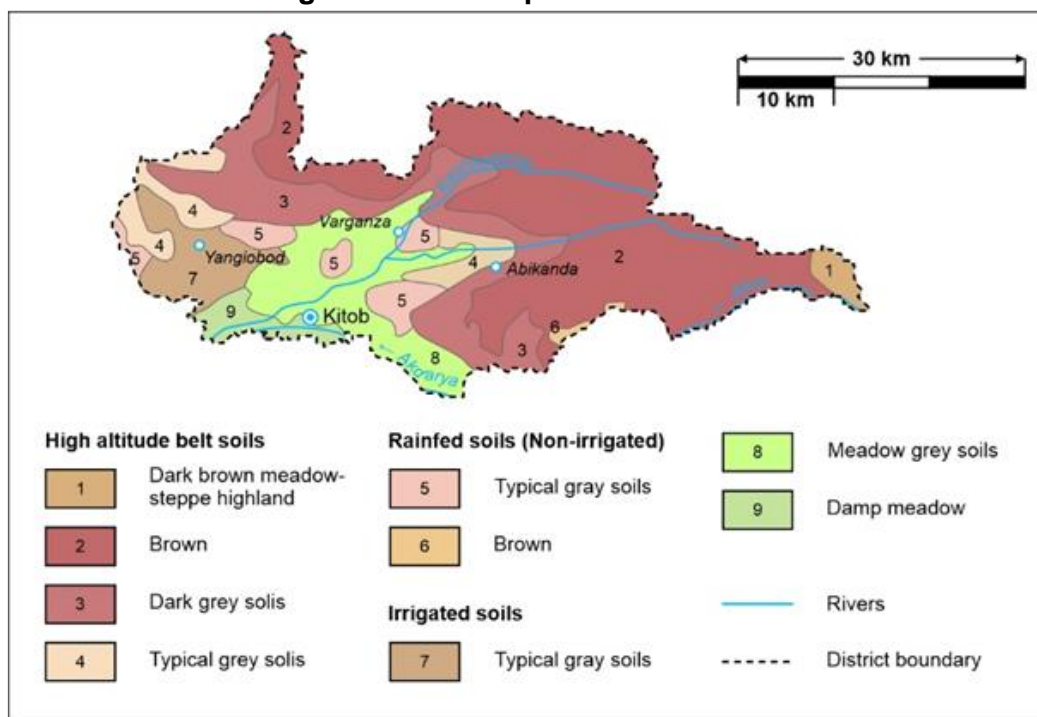 30 km
10 km
2
3
4
Varganza
5
5
5
4
Yangiobod
5
7
4
Abikanda
2
1
5
9
Kitob
6
3
8
High altitude belt soils
1
Dark brown meadow-
steppe highland
2
Brown
3
Dark grey solis
4
Typical grey solis
Rainfed soils (Non-irrigated)
5
Typical gray soils
6
Brown
Irrigated soils
7
Typical gray soils
8
Meadow grey soils
9
Damp meadow
Rivers
District boundary